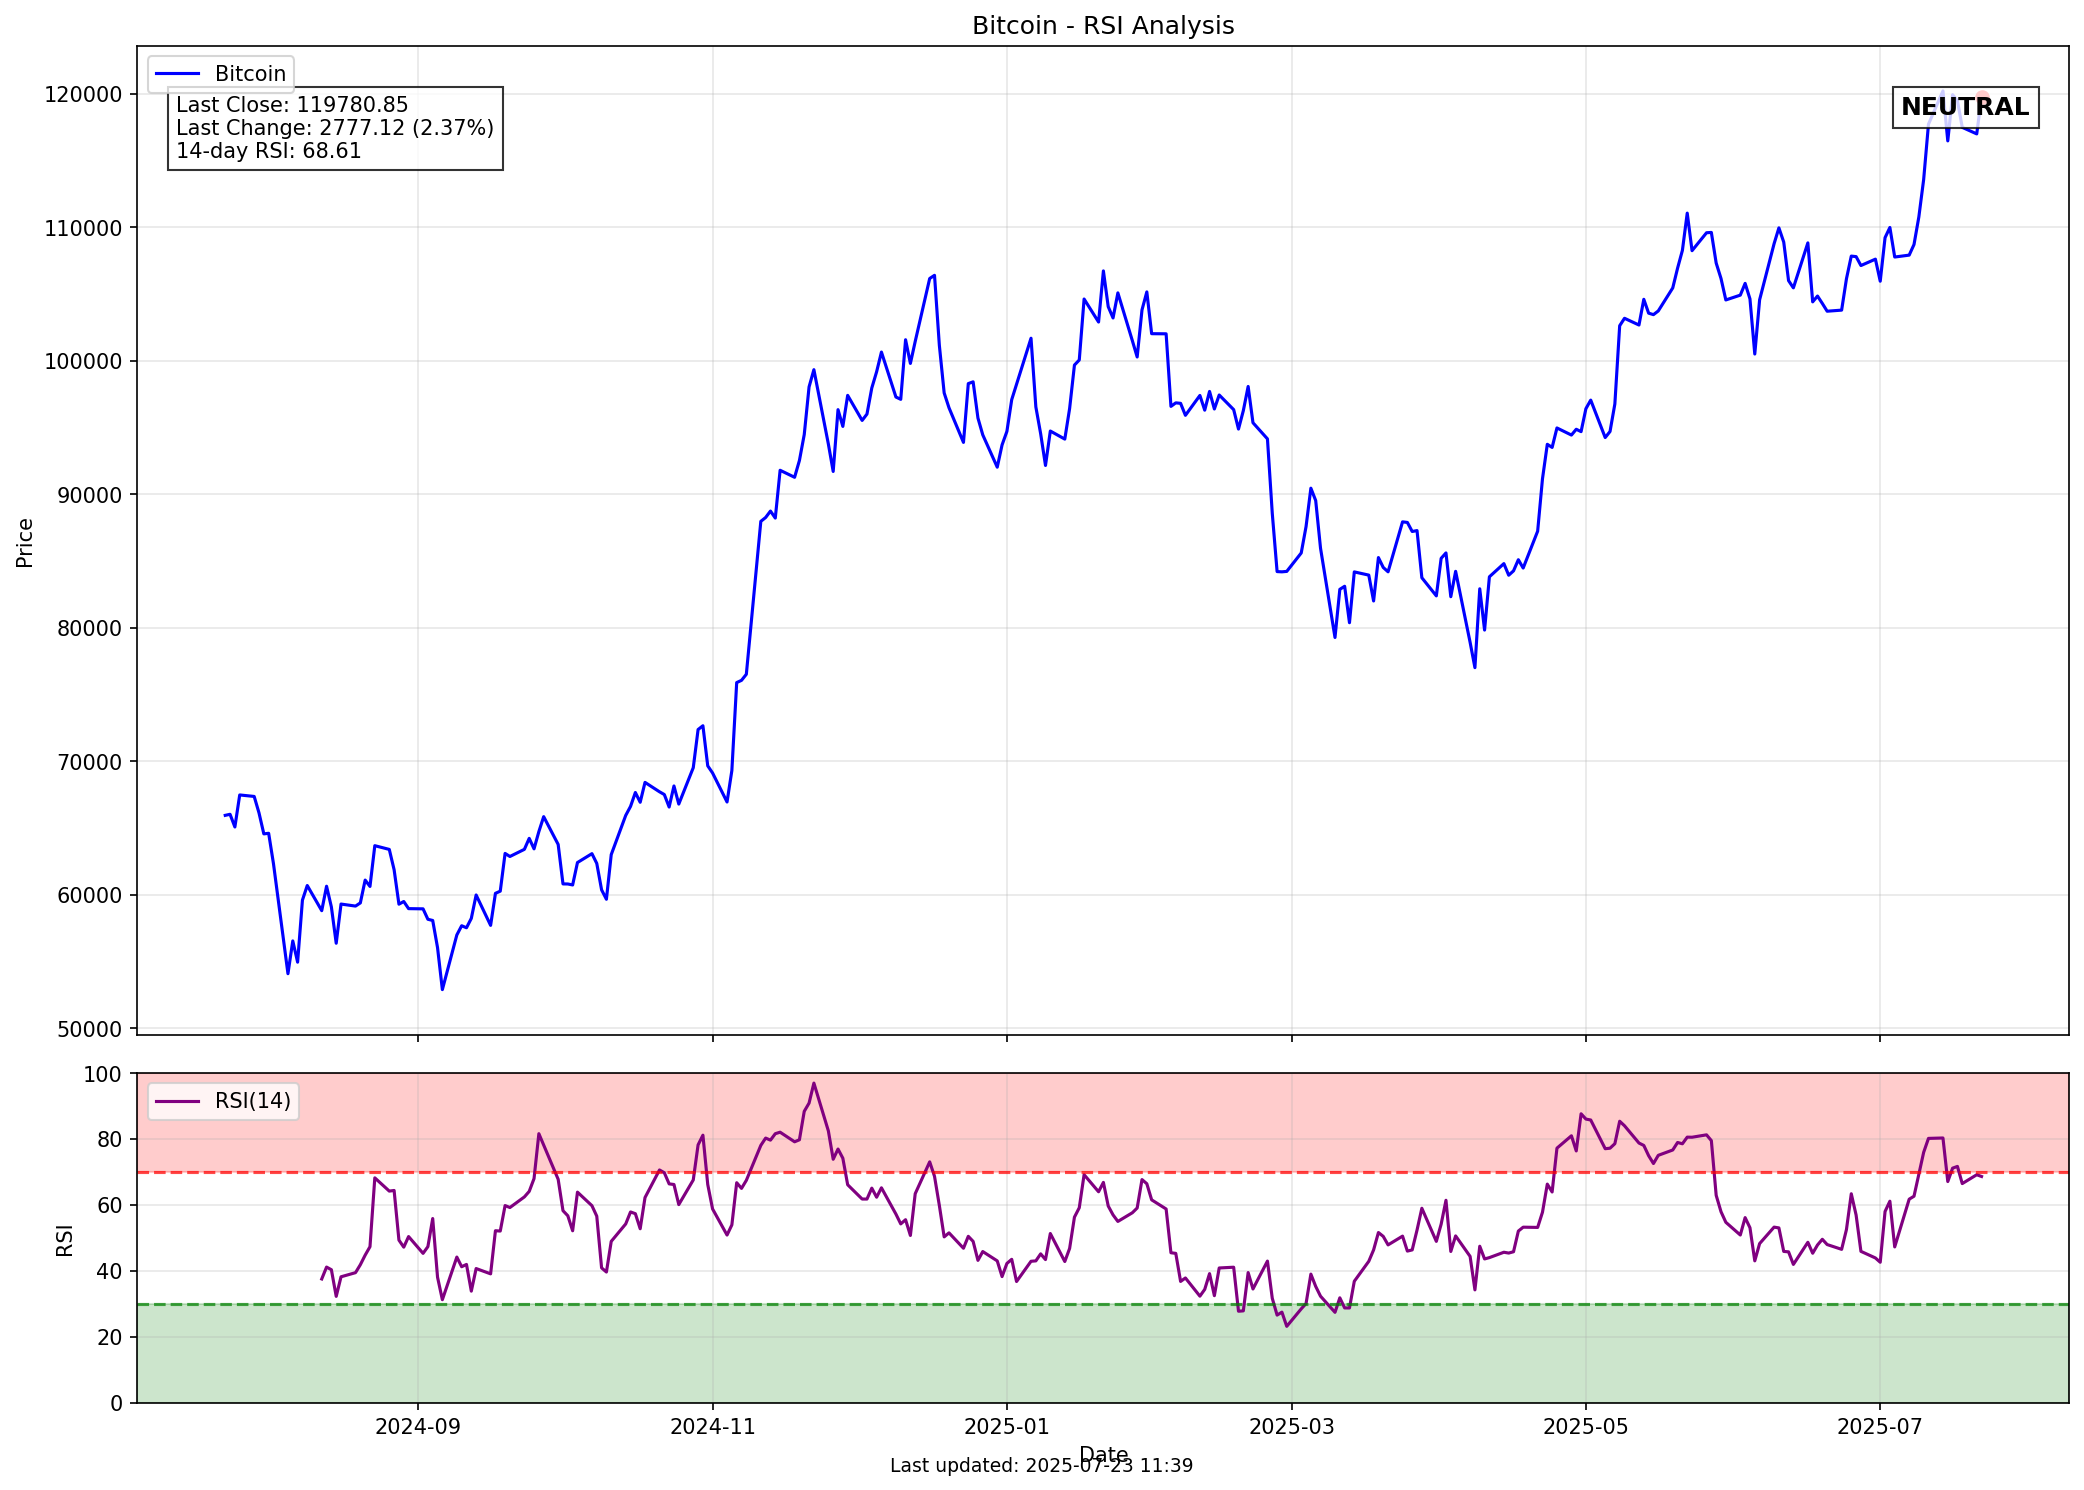 Bitcoin - RSI Analysis
Bitcoin
Last Close: 119780.85
Last Change: 2777.12 (2.37%)
14-day RSI: 68.61
NEUTRAL
Price
120000
110000
100000
90000
80000
70000
60000
50000
RSI(14)
RSI
100
80
60
40
20
0
2024-09
2024-11
2025-01
2025-03
2025-05
2025-07
Date
Last updated: 2025-07-23 11:39